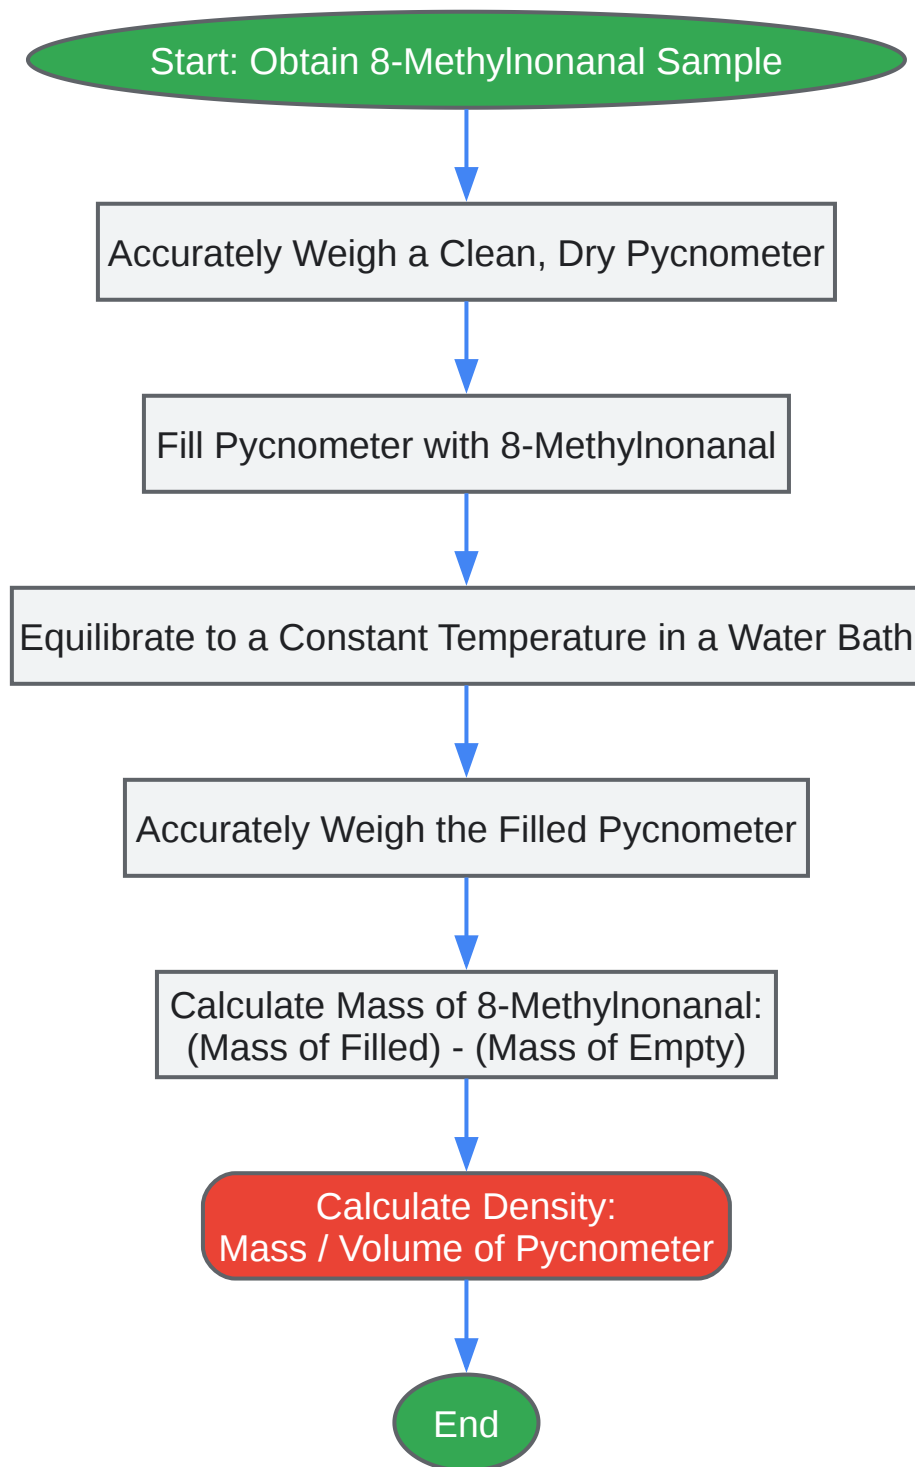 Start: Obtain 8-Methylnonanal Sample
Accurately Weigh a Clean, Dry Pycnometer
Fill Pycnometer with 8-Methylnonanal
Equilibrate to a Constant Temperature in a Water Bath
Accurately Weigh the Filled Pycnometer
Calculate Mass of 8-Methylnonanal:
(Mass of Filled) - (Mass of Empty)
Calculate Density:
Mass / Volume of Pycnometer
End